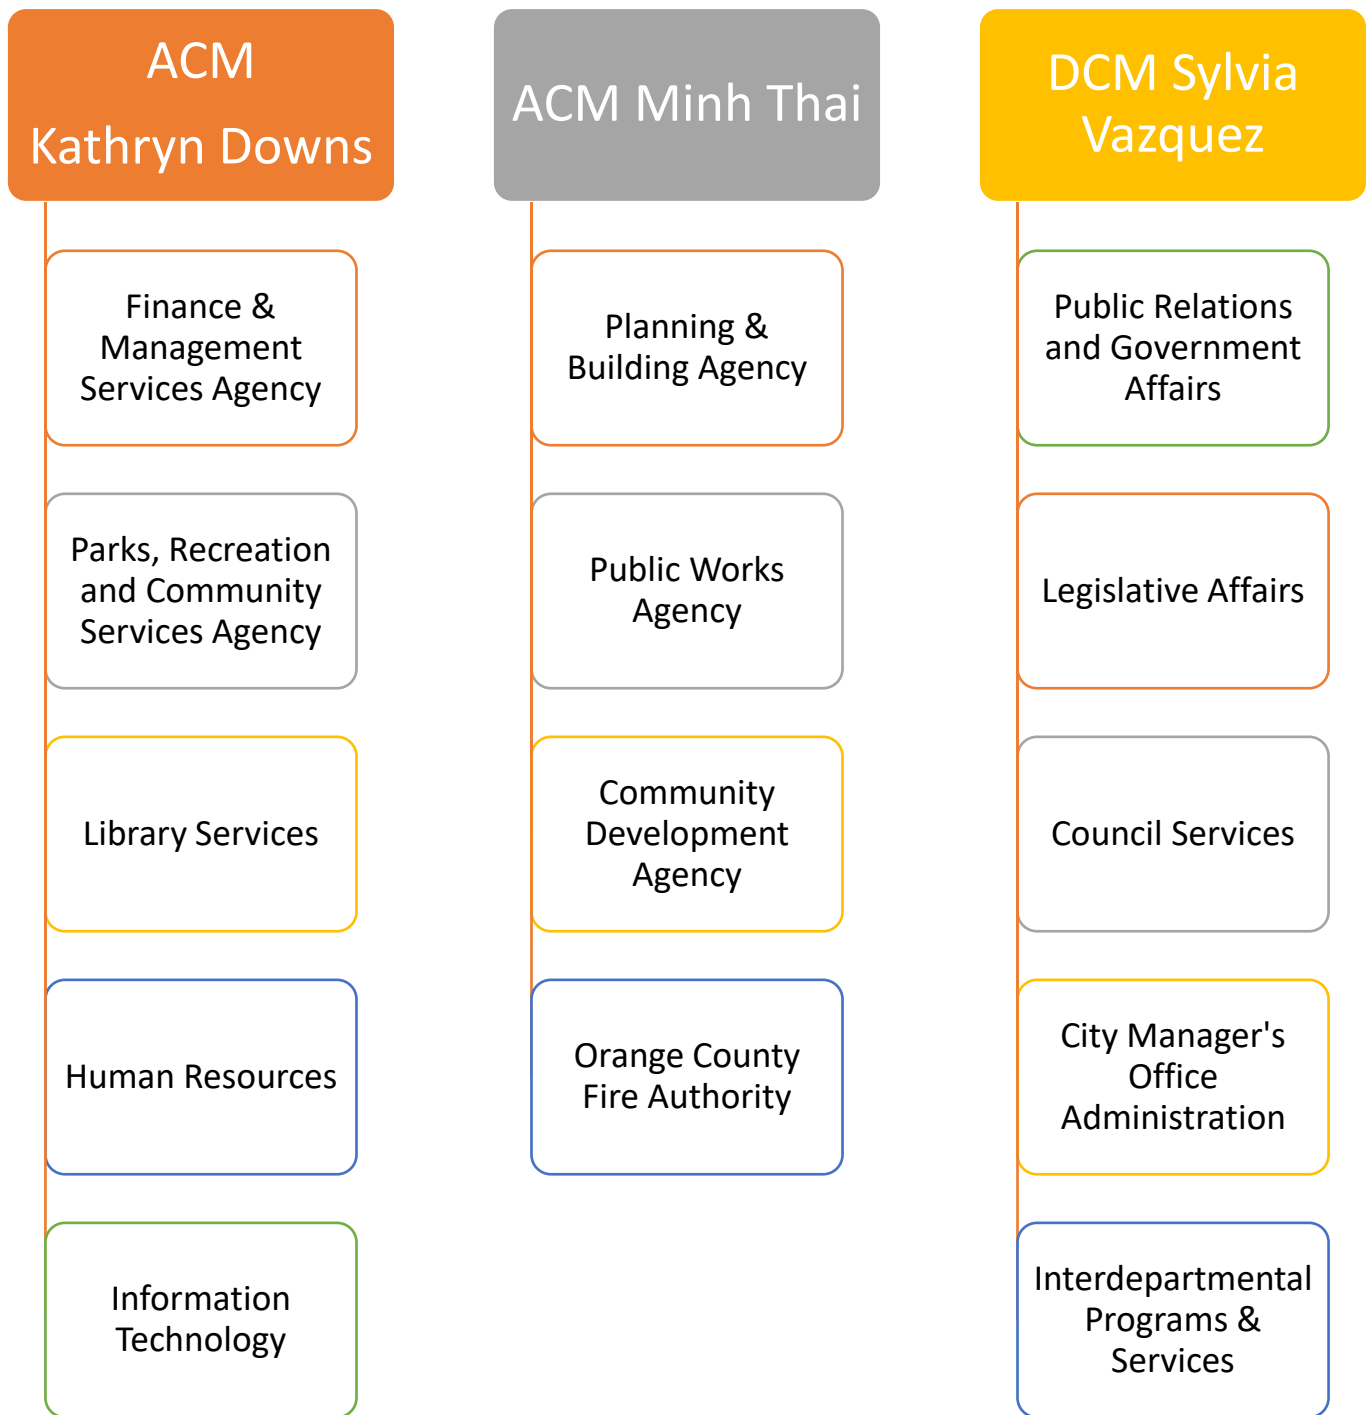 ACM
Kathryn Downs
Finance &
Management
Services Agency
Parks, Recreation
and Community
Services Agency
Library Services
Human Resources
Information
Technology
ACM Minh Thai
Planning &
Building Agency
Public Works
Agency
Community
Development
Agency
Orange County
Fire Authority
DCM Sylvia
Vazquez
Public Relations
and Government
Affairs
Legislative Affairs
Council Services
City Manager's
Office
Administration
Interdepartmental
Programs &
Services